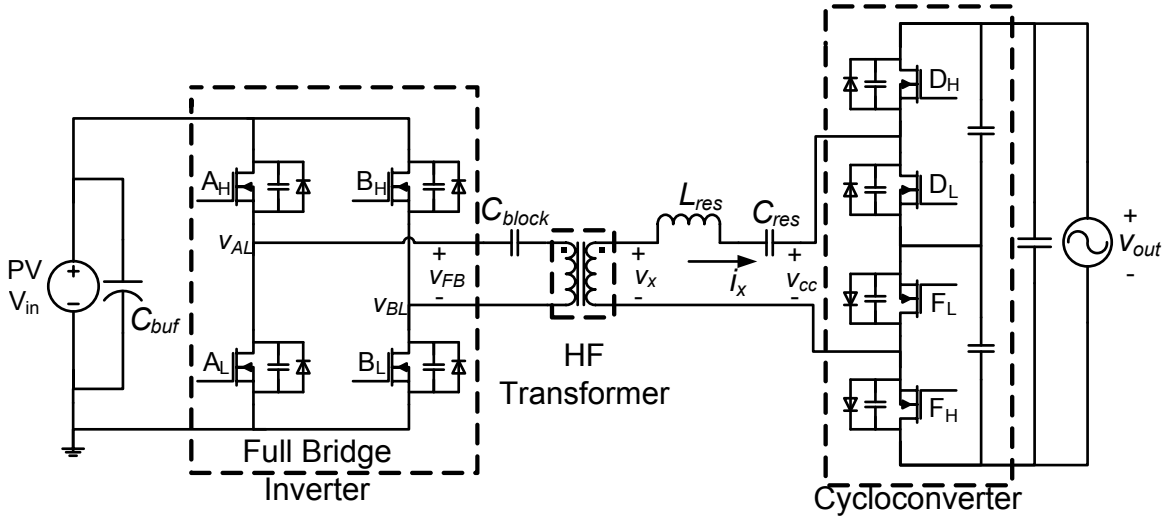 PV
V_in
+
-
C_buf
A_H
B_H
v_AL
v_BL
A_L
B_L
Full Bridge
Inverter
C_block
+
v_FB
-
HF
Transformer
+
v_x
-
L_res
i_x
C_res
+
v_cc
-
D_H
D_L
F_L
F_H
Cycloconverter
+
v_out
-